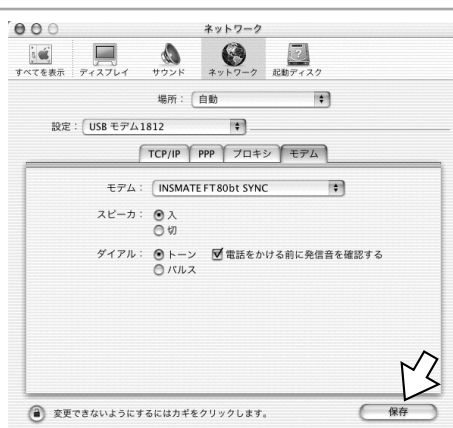 ネットワーク
すべてを表示 ディスプレイ サウンド ネットワーク 起動ディスク
場所： 自動
設定： USB モデム1812
TCP/IP PPP プロキシ モデム
モデム： INSMATE FT80bt SYNC
スピーカ： 入
切
ダイアル： トーン 電話をかける前に発信音を確認する
パルス
変更できないようにするにはカギをクリックします。 保存